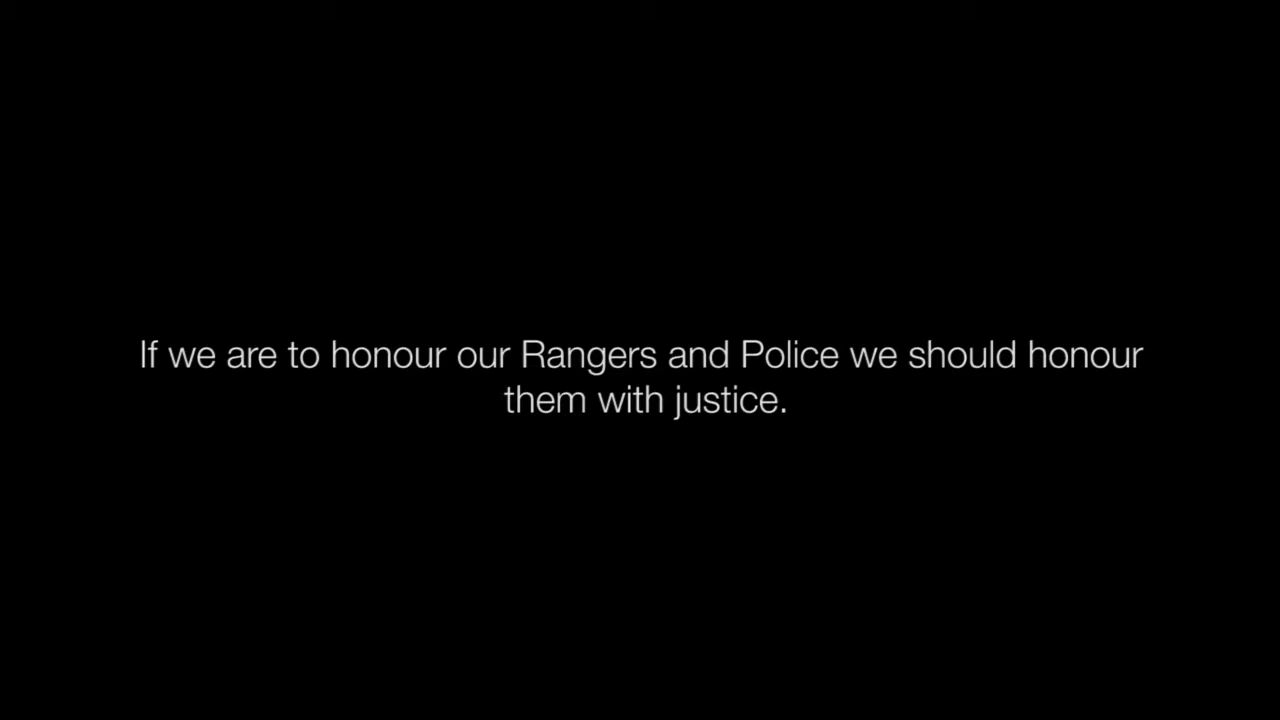 If we are to honour our Rangers and Police we should honour
them with justice.